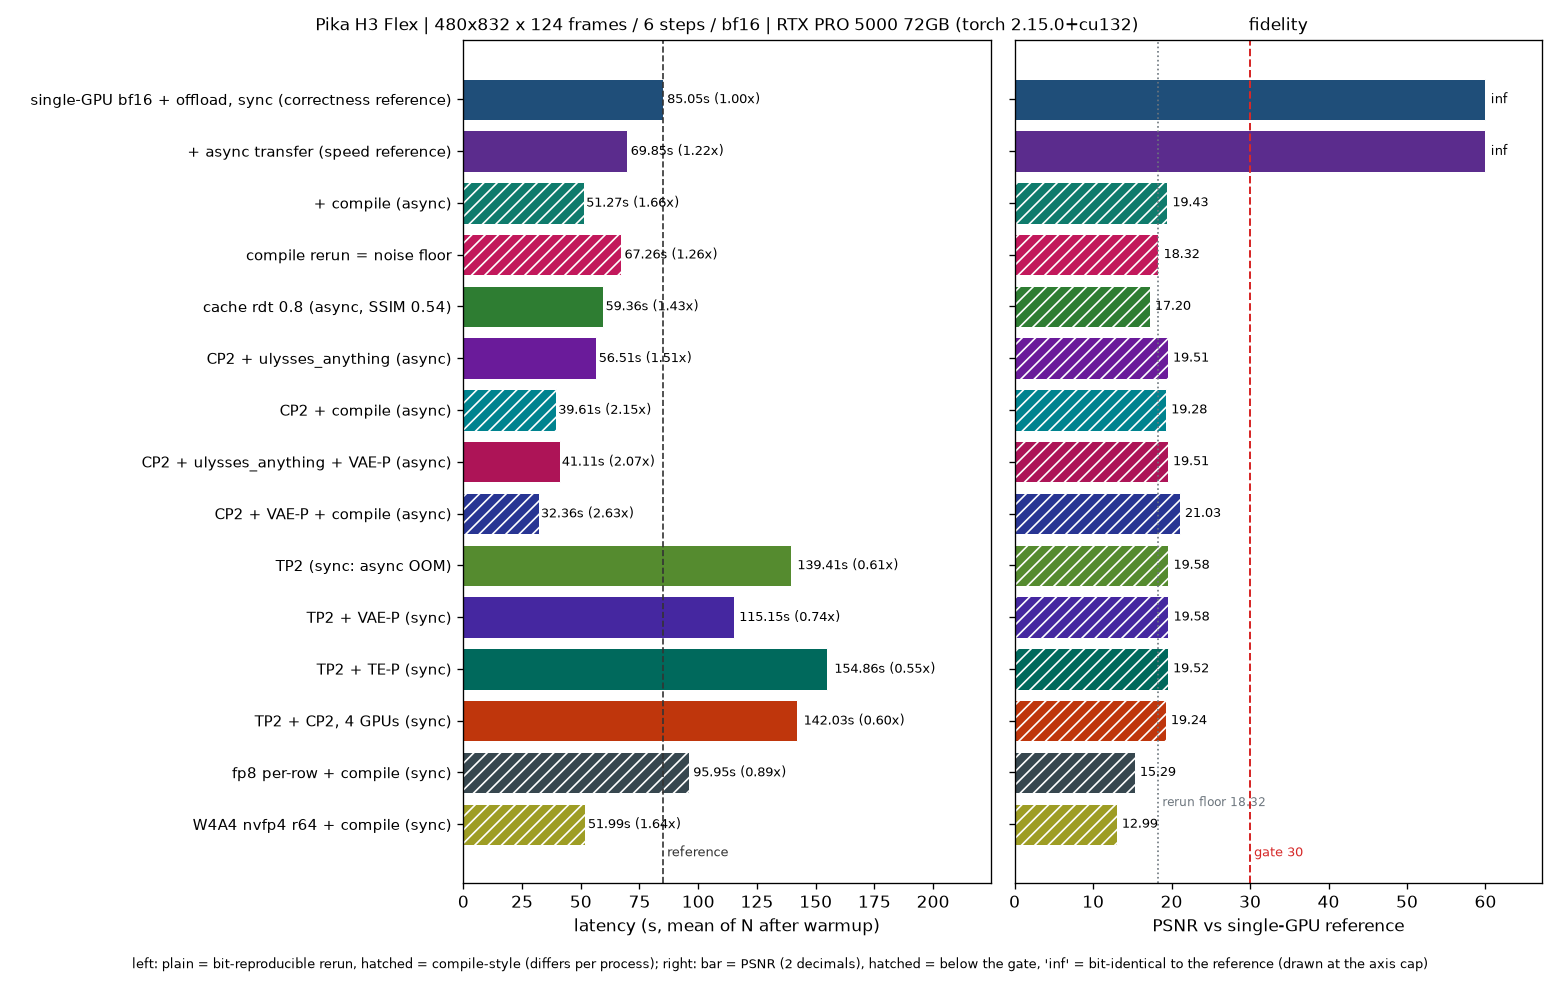 Pika H3 Flex | 480x832 x 124 frames / 6 steps / bf16 | RTX PRO 5000 72GB (torch 2.15.0+cu132)
fidelity
single-GPU bf16 + offload, sync (correctness reference)
85.05s (1.00x)
inf
+ async transfer (speed reference)
69.85s (1.22x)
inf
+ compile (async)
51.27s (1.66x)
19.43
compile rerun = noise floor
67.26s (1.26x)
18.32
cache rdt 0.8 (async, SSIM 0.54)
59.36s (1.43x)
17.20
CP2 + ulysses_anything (async)
56.51s (1.51x)
19.51
CP2 + compile (async)
39.61s (2.15x)
19.28
CP2 + ulysses_anything + VAE-P (async)
41.11s (2.07x)
19.51
CP2 + VAE-P + compile (async)
32.36s (2.63x)
21.03
TP2 (sync: async OOM)
139.41s (0.61x)
19.58
TP2 + VAE-P (sync)
115.15s (0.74x)
19.58
TP2 + TE-P (sync)
154.86s (0.55x)
19.52
TP2 + CP2, 4 GPUs (sync)
142.03s (0.60x)
19.24
fp8 per-row + compile (sync)
95.95s (0.89x)
15.29
rerun floor 18.32
W4A4 nvfp4 r64 + compile (sync)
51.99s (1.64x)
12.99
reference
gate 30
0 25 50 75 100 125 150 175 200
0 10 20 30 40 50 60
latency (s, mean of N after warmup)
PSNR vs single-GPU reference
left: plain = bit-reproducible rerun, hatched = compile-style (differs per process); right: bar = PSNR (2 decimals), hatched = below the gate, 'inf' = bit-identical to the reference (drawn at the axis cap)